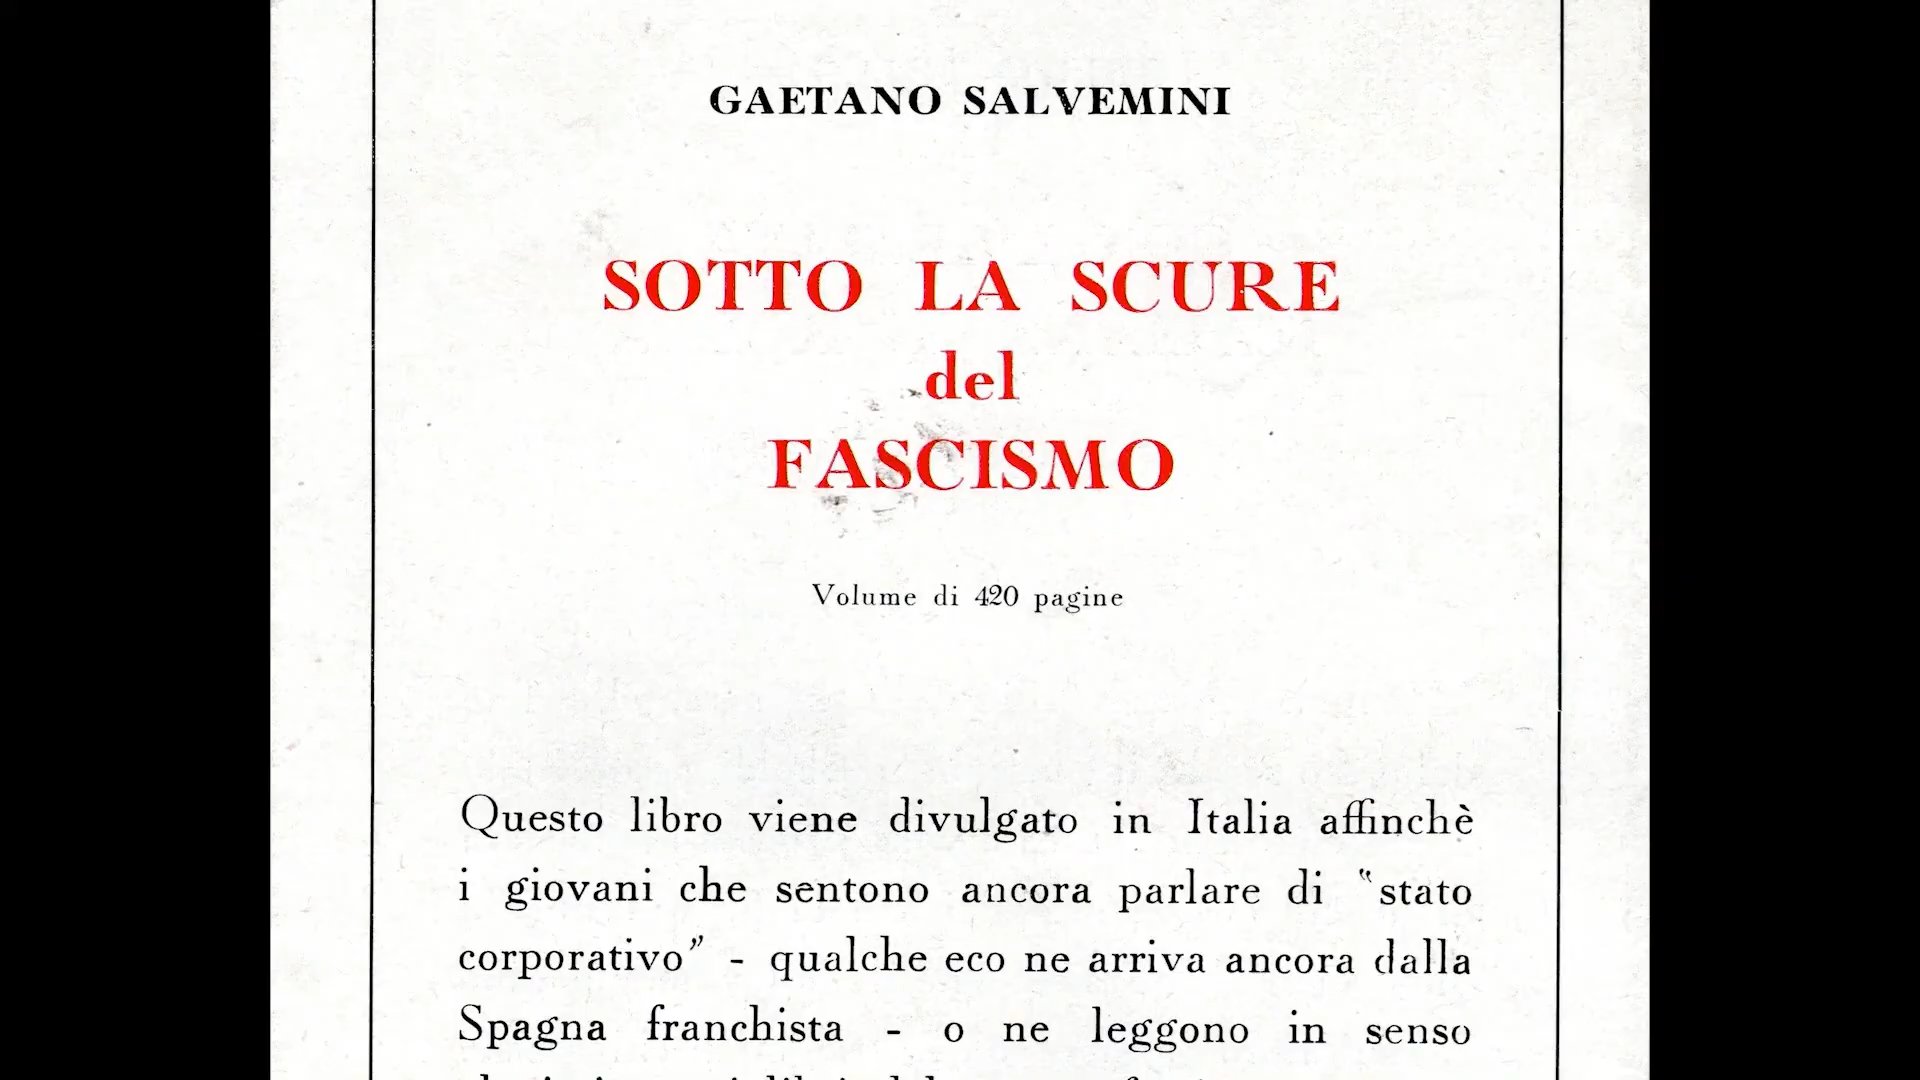 GAETANO SALVEMINI
SOTTO LA SCURE
del
FASCISMO
Volume di 420 pagine
Questo libro viene divulgato in Italia affinchè
i giovani che sentono ancora parlare di “stato
corporativo” - qualche eco ne arriva ancora dalla
Spagna franchista - o ne leggono in senso